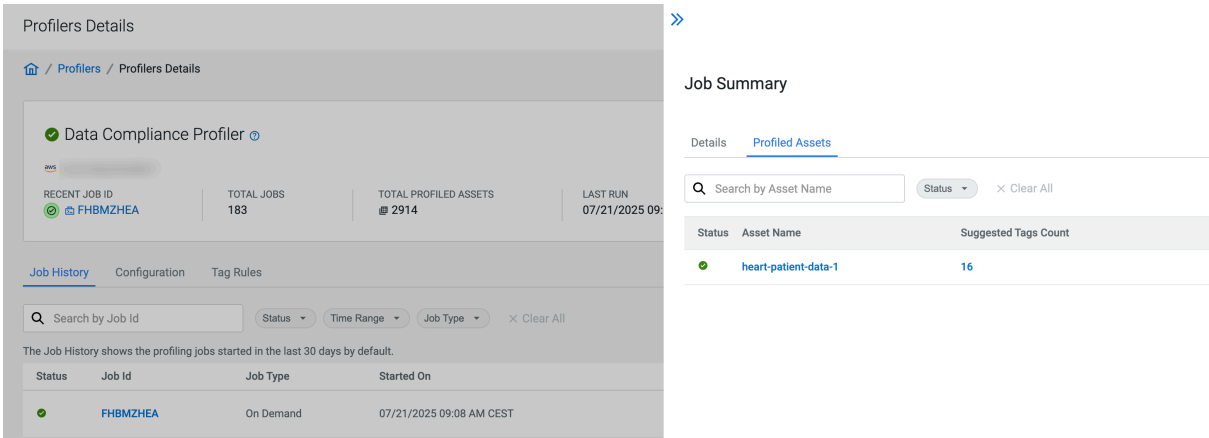 Profilers Details
/ Profilers / Profilers Details
Data Compliance Profiler
aws
RECENT JOB ID
FHBMZHEA
TOTAL JOBS
183
TOTAL PROFILED ASSETS
2914
LAST RUN
07/21/2025 09:
Job History Configuration Tag Rules
Search by Job Id Status Time Range Job Type Clear All
The Job History shows the profiling jobs started in the last 30 days by default.
Status Job Id Job Type Started On
FHBMZHEA On Demand 07/21/2025 09:08 AM CEST
Job Summary
Details Profiled Assets
Search by Asset Name Status Clear All
Status Asset Name Suggested Tags Count
heart-patient-data-1 16